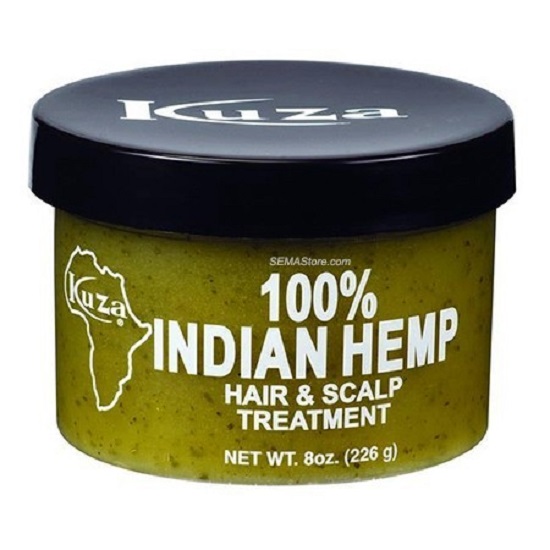 Kuza
SEMAStore.com
Kuza®
100%
INDIAN HEMP
HAIR & SCALP
TREATMENT
NET WT. 8oz. (226 g)